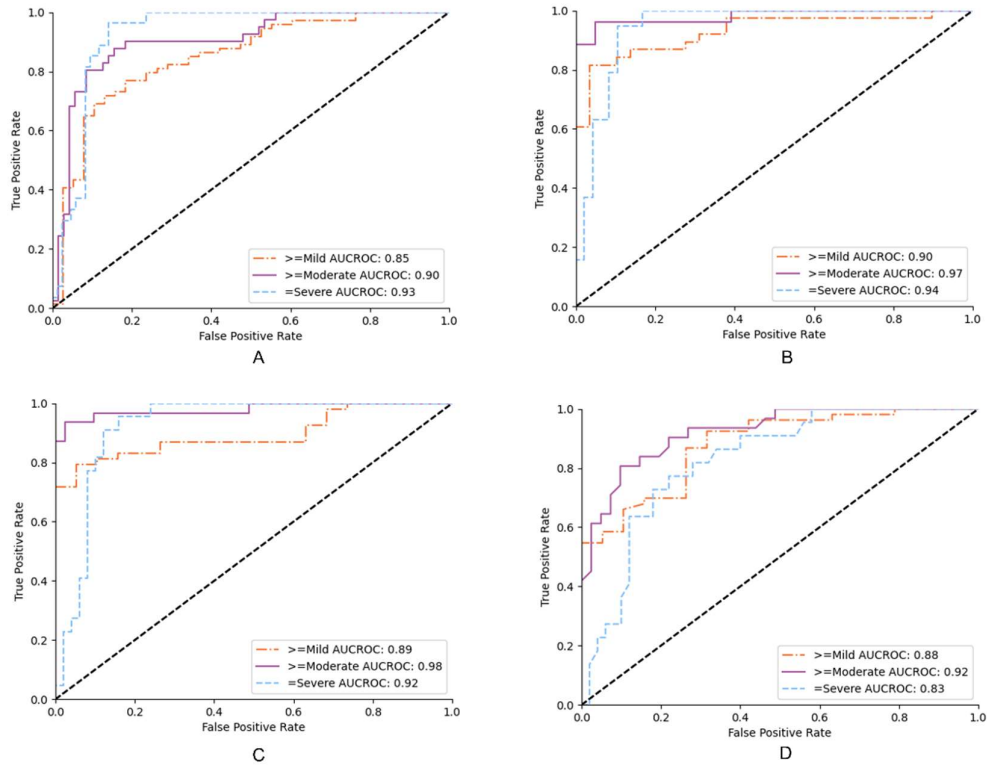 1.0
0.8
0.6
0.4
0.2
0.0
True Positive Rate
>=Mild AUCROC: 0.85
>=Moderate AUCROC: 0.90
=Severe AUCROC: 0.93
0.0 0.2 0.4 0.6 0.8 1.0
False Positive Rate
A
1.0
0.8
0.6
0.4
0.2
0.0
True Positive Rate
>=Mild AUCROC: 0.90
>=Moderate AUCROC: 0.97
=Severe AUCROC: 0.94
0.0 0.2 0.4 0.6 0.8 1.0
False Positive Rate
B
1.0
0.8
0.6
0.4
0.2
0.0
True Positive Rate
>=Mild AUCROC: 0.89
>=Moderate AUCROC: 0.98
=Severe AUCROC: 0.92
0.0 0.2 0.4 0.6 0.8 1.0
False Positive Rate
C
1.0
0.8
0.6
0.4
0.2
0.0
True Positive Rate
>=Mild AUCROC: 0.88
>=Moderate AUCROC: 0.92
=Severe AUCROC: 0.83
0.0 0.2 0.4 0.6 0.8 1.0
False Positive Rate
D